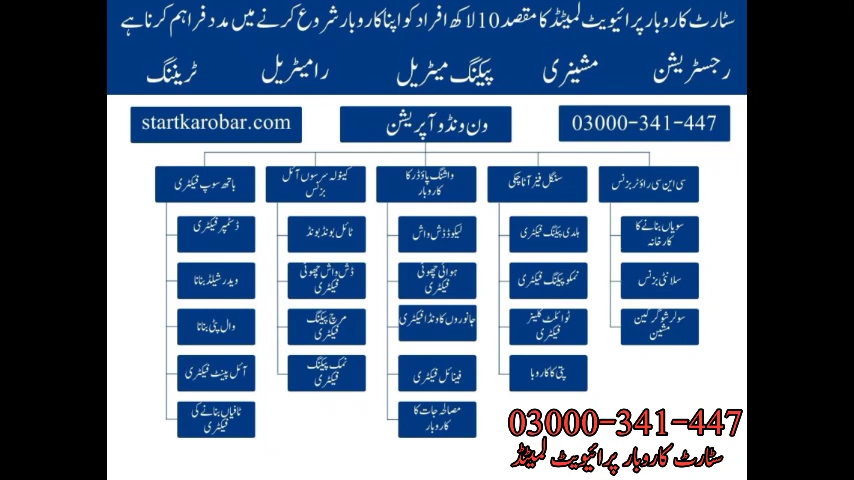 سٹارٹ کاروبار پرائیویٹ لمیٹڈ کا مقصد 10 لاکھ افراد کو اپنا کاروبار شروع کرنے میں مدد فراہم کرنا ہے
رجسٹریشن مشینری پیکنگ میٹریل رامیٹریل ٹریننگ
03000-341-447
ون ونڈو آپریشن
startkarobar.com
سی این سی راؤٹر بزنس
سویاں بنانے کا
کارخانہ
سلائی بزنس
سولر شوگر کین
مشین
سنگل فیز آٹا چکی
ہلدی پیکنگ فیکٹری
نمکو پیکنگ فیکٹری
ٹوائلٹ کلینر
فیکٹری
پتی کا کاروبا
واشنگ پاؤڈر کا
کاروبار
لیکوڈ ڈش واش
ہوائی چھوٹی
فیکٹری
جانوروں کا ونڈا فیکٹری
فینائل فیکٹری
مصالحہ جات کا
کاروبار
کینولہ سرسوں آئل
بزنس
ٹائل بونڈ بونڈ
ڈش واش چھوٹی
فیکٹری
مرچ پیکنگ
فیکٹری
نمک پیکنگ
فیکٹری
باتھ سوپ فیکٹری
ڈسٹمپر فیکٹری
ویدر شیلڈ بنانا
وال پٹی بنانا
آئل پینٹ فیکٹری
ٹافیاں بنانے کی
فیکٹری
03000-341-447
سٹارٹ کاروبار پرائیویٹ لمیٹڈ